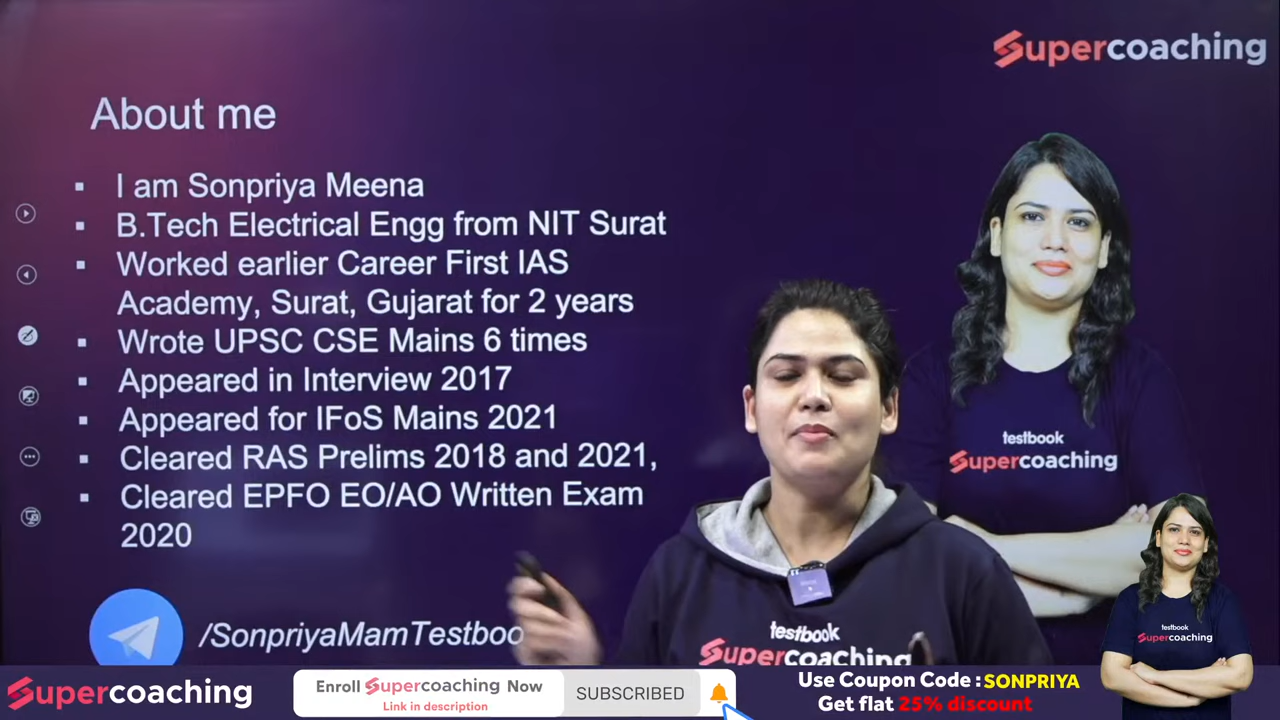 Supercoaching
About me
I am Sonpriya Meena
B.Tech Electrical Engg from NIT Surat
Worked earlier Career First IAS
Academy, Surat, Gujarat for 2 years
Wrote UPSC CSE Mains 6 times
Appeared in Interview 2017
Appeared for IFoS Mains 2021
Cleared RAS Prelims 2018 and 2021,
Cleared EPFO EO/AO Written Exam
2020
/SonpriyaMamTestboo
testbook
Supercoaching
testbook
Supercoaching
testbook
Supercoaching
Supercoaching
Enroll Supercoaching Now
Link in description
SUBSCRIBED
Use Coupon Code : SONPRIYA
Get flat 25% discount